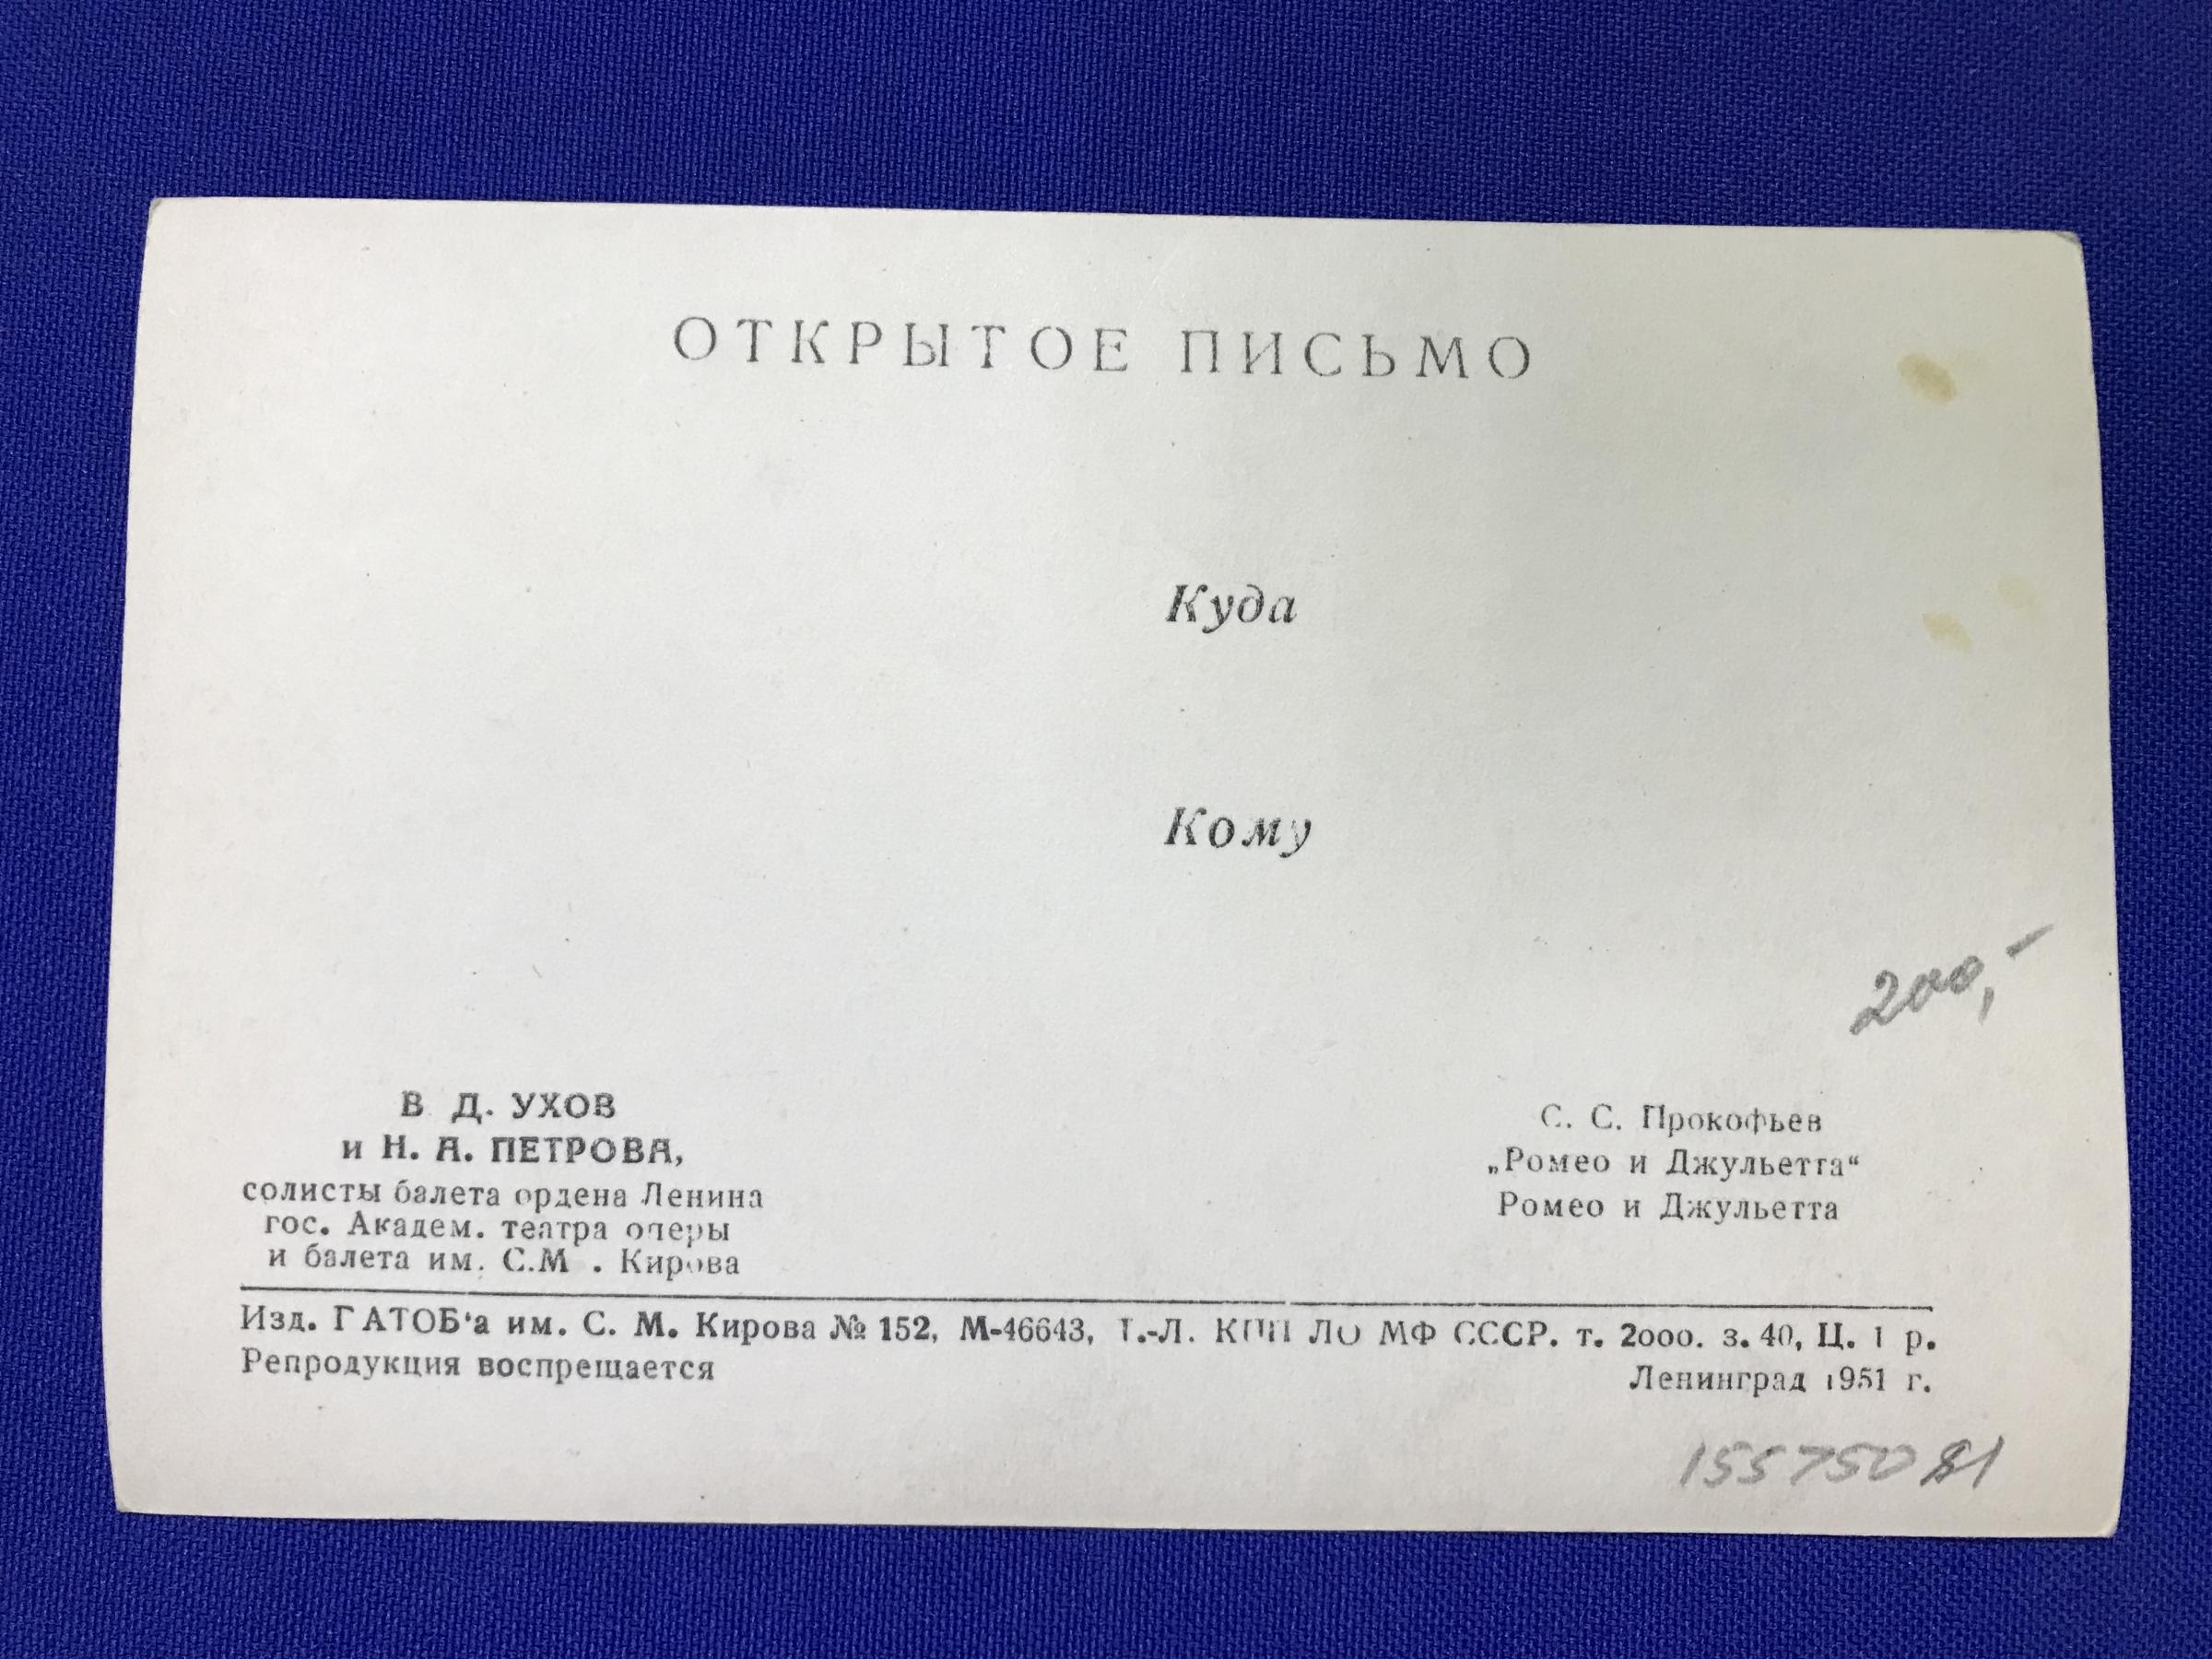 ОТКРЫТОЕ ПИСЬМО
Куда
Кому
200,-
В Д. УХОВ
и Н. А. ПЕТРОВА,
солисты балета ордена Ленина
гос. Академ. театра оперы
и балета им. С.М . Кирова
С. С. Прокофьев
„Ромео и Джульетта“
Ромео и Джульетта
Изд. ГАТОБ'а им. С. М. Кирова № 152, М-46643, Т.-Л. КПП ЛО МФ СССР. т. 2000. з. 40, Ц. 1 р.
Репродукция воспрещается
Ленинград 1951 г.
15575081